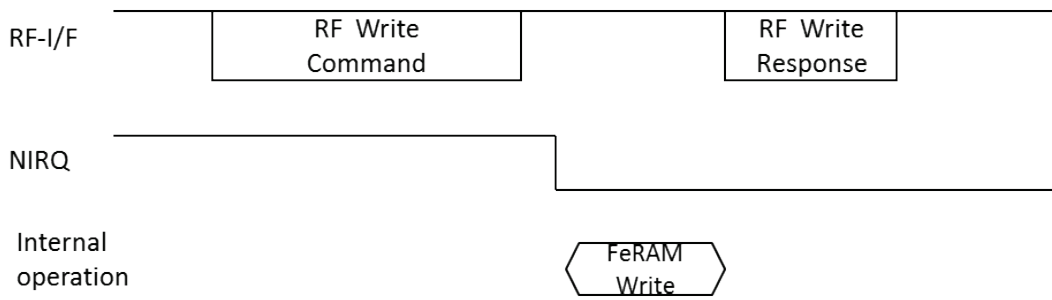 RF-I/F
RF Write
Command
RF Write
Response
NIRQ
Internal
operation
FeRAM
Write